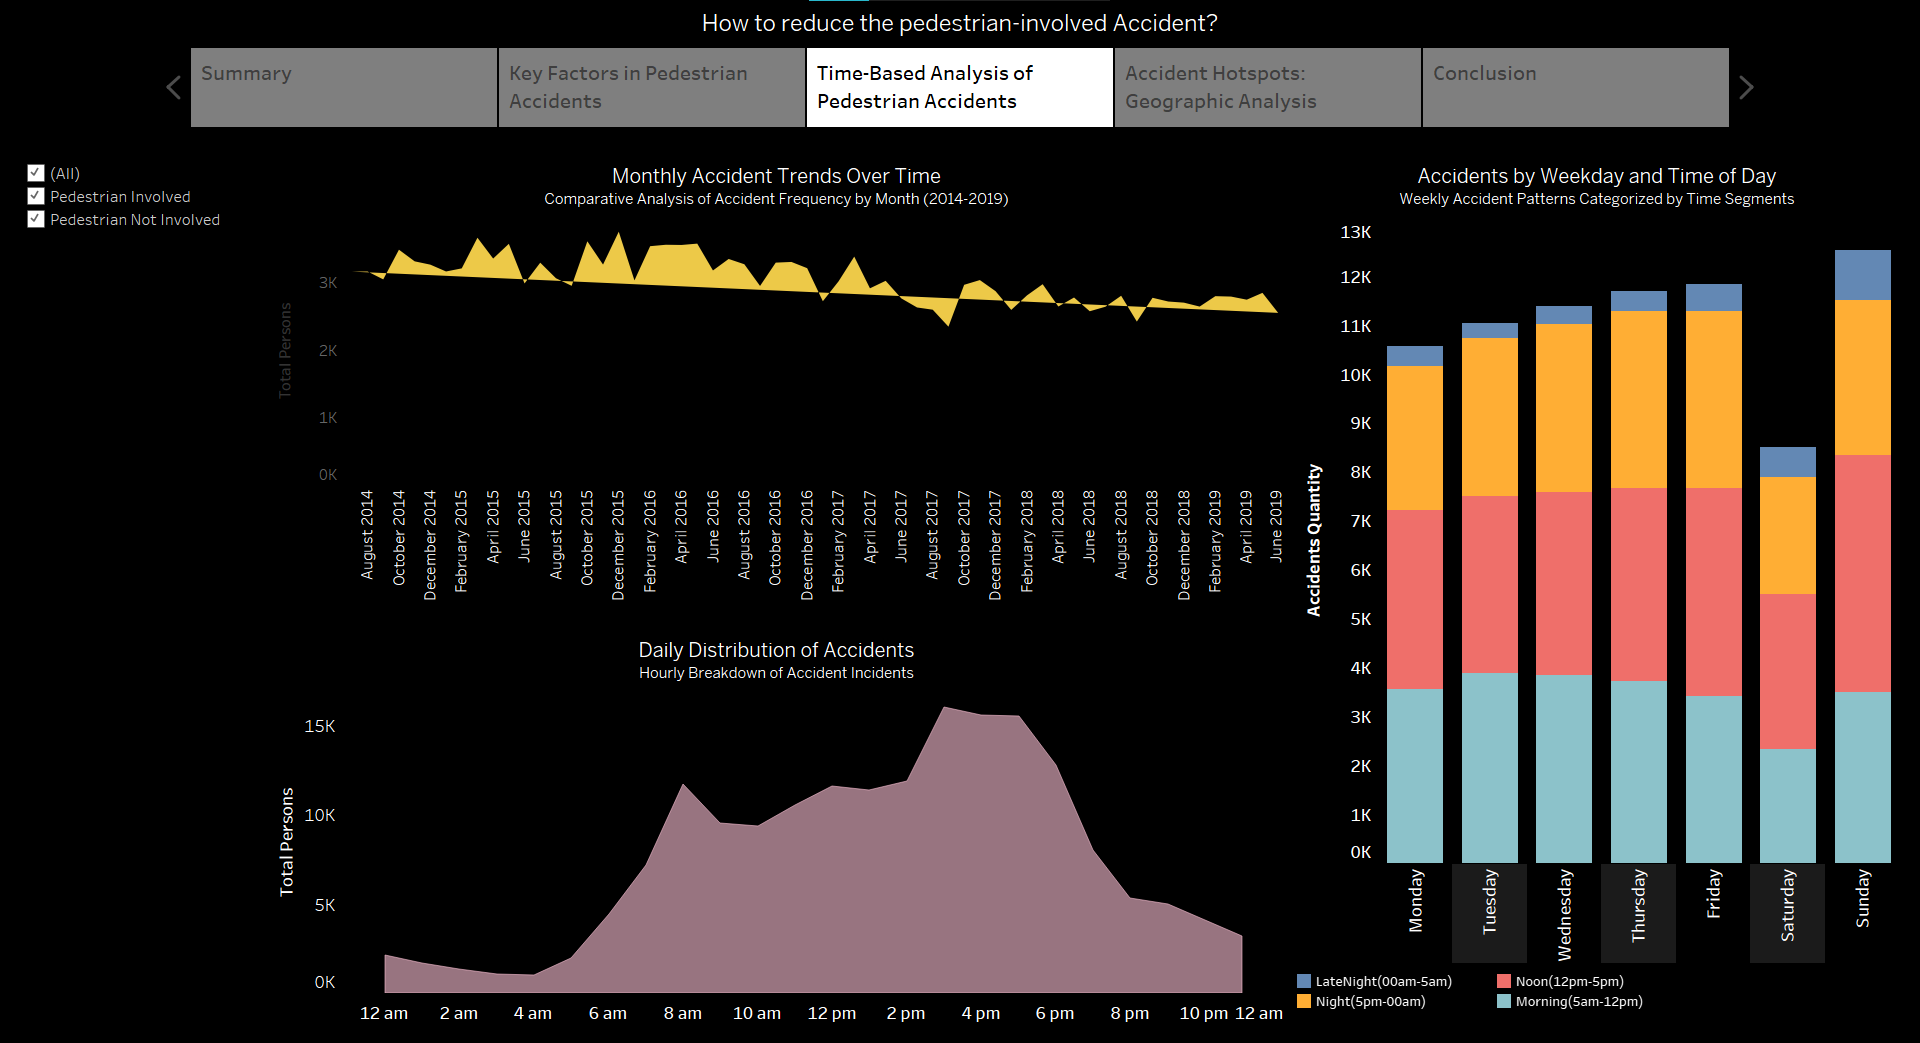 How to reduce the pedestrian-involved Accident?
Summary
Key Factors in Pedestrian
Accidents
Time-Based Analysis of
Pedestrian Accidents
Accident Hotspots:
Geographic Analysis
Conclusion
(All)
Pedestrian Involved
Pedestrian Not Involved
Monthly Accident Trends Over Time
Comparative Analysis of Accident Frequency by Month (2014-2019)
Total Persons
3K
2K
1K
0K
August 2014
October 2014
December 2014
February 2015
April 2015
June 2015
August 2015
October 2015
December 2015
February 2016
April 2016
June 2016
August 2016
October 2016
December 2016
February 2017
April 2017
June 2017
August 2017
October 2017
December 2017
February 2018
April 2018
June 2018
August 2018
October 2018
December 2018
February 2019
April 2019
June 2019
Daily Distribution of Accidents
Hourly Breakdown of Accident Incidents
Total Persons
15K
10K
5K
0K
12 am
2 am
4 am
6 am
8 am
10 am
12 pm
2 pm
4 pm
6 pm
8 pm
10 pm
12 am
Accidents by Weekday and Time of Day
Weekly Accident Patterns Categorized by Time Segments
Accidents Quantity
13K
12K
11K
10K
9K
8K
7K
6K
5K
4K
3K
2K
1K
0K
Monday
Tuesday
Wednesday
Thursday
Friday
Saturday
Sunday
LateNight(00am-5am)
Noon(12pm-5pm)
Night(5pm-00am)
Morning(5am-12pm)